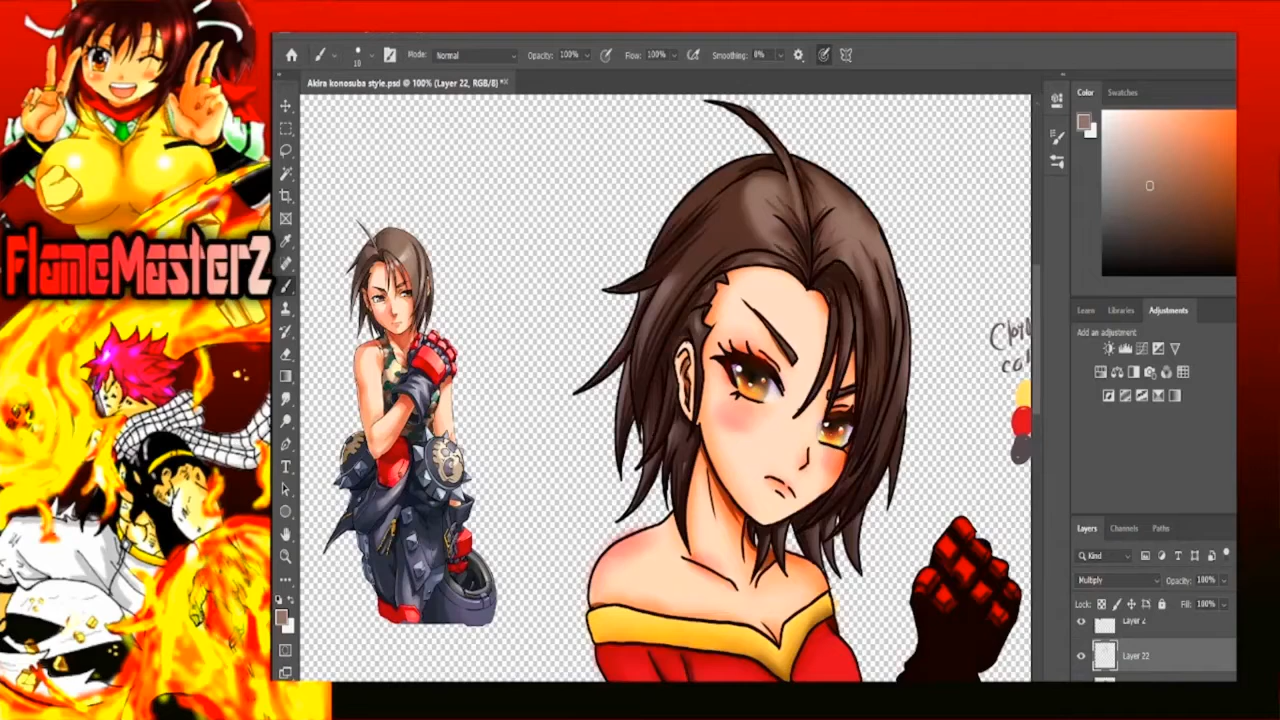 Mode: Normal Opacity: 100% Flow: 100% Smoothing: 0%
10
Akira konosuba style.psd @ 100% (Layer 22, RGB/8) *
FlameMasterZ
Color Swatches
Learn Libraries Adjustments
Add an adjustment
Layers Channels Paths
Kind
Multiply Opacity: 100%
Lock: Fill: 100%
Layer 2
Layer 22